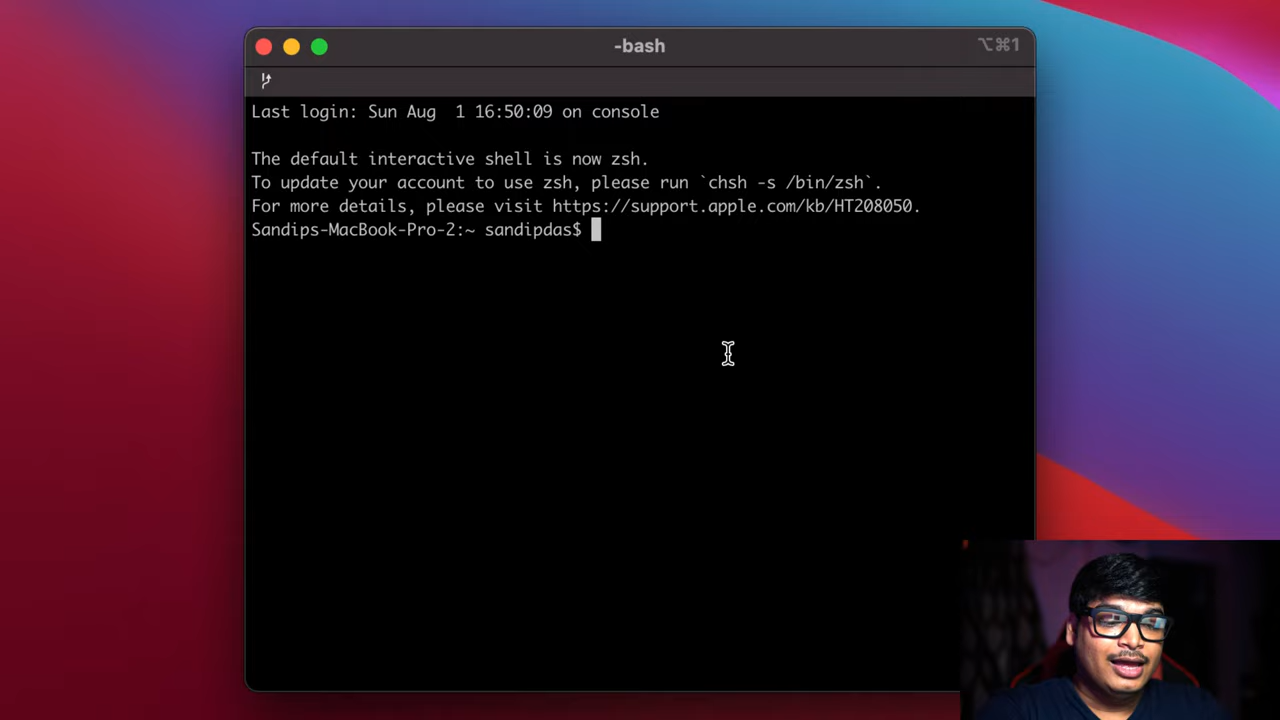 -bash
⌥⌘1
Last login: Sun Aug  1 16:50:09 on console
The default interactive shell is now zsh.
To update your account to use zsh, please run `chsh -s /bin/zsh`.
For more details, please visit https://support.apple.com/kb/HT208050.
Sandips-MacBook-Pro-2:~ sandipdas$